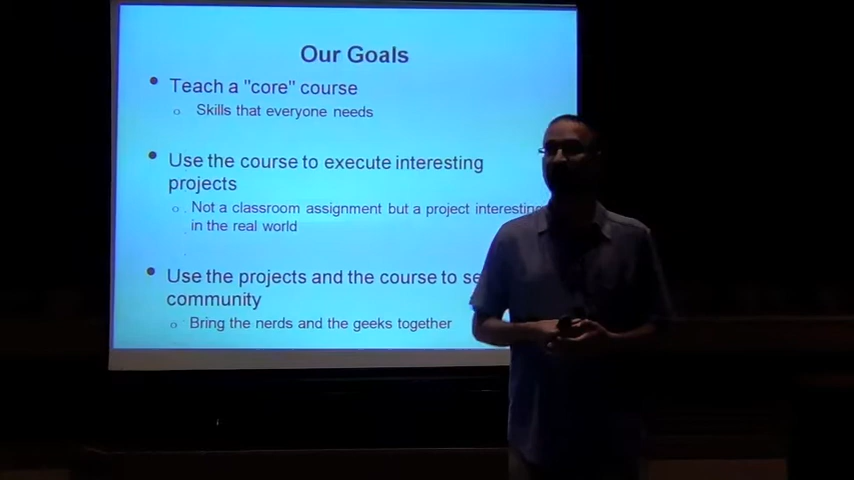 Our Goals
• Teach a "core" course
o Skills that everyone needs
• Use the course to execute interesting
projects
o Not a classroom assignment but a project interesting
in the real world
• Use the projects and the course to
community
o Bring the nerds and the geeks together